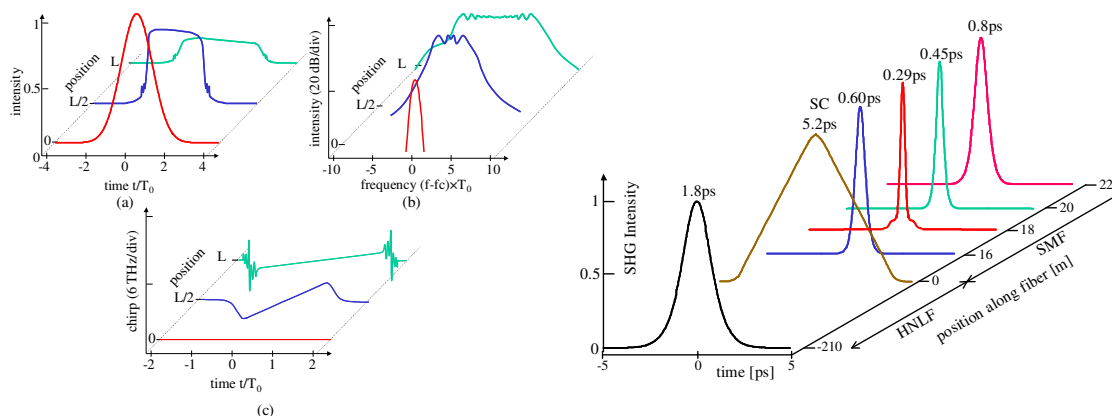 1
0.5
0
intensity
position
L
L/2
0
-4
-2
0
2
4
time t/T0
(a)
intensity (20 dB/div)
position
L
L/2
0
-10
-5
0
5
10
frequency (f-fc)×T0
(b)
chirp (6 THz/div)
position
L
L/2
0
-2
-1
0
1
2
time t/T0
(c)
SHG Intensity
1
0.5
0
-5
0
5
time [ps]
1.8ps
SC
5.2ps
0.60ps
0.29ps
0.45ps
0.8ps
-210
0
16
18
20
22
HNLF
SMF
position along fiber [m]